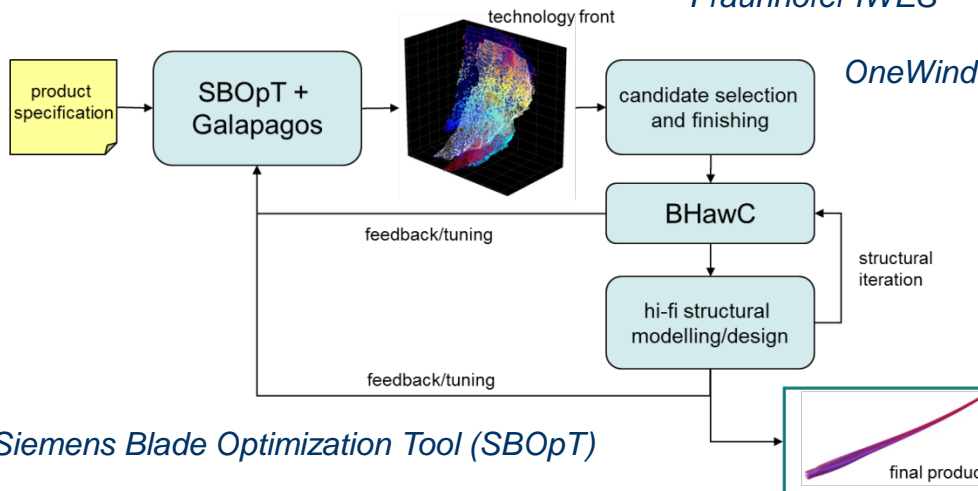 Fraunhofer IWES
technology front
OneWind
product
specification
SBOpT +
Galapagos
candidate selection
and finishing
BHawC
feedback/tuning
structural
iteration
hi-fi structural
modelling/design
feedback/tuning
Siemens Blade Optimization Tool (SBOpT)
final produc